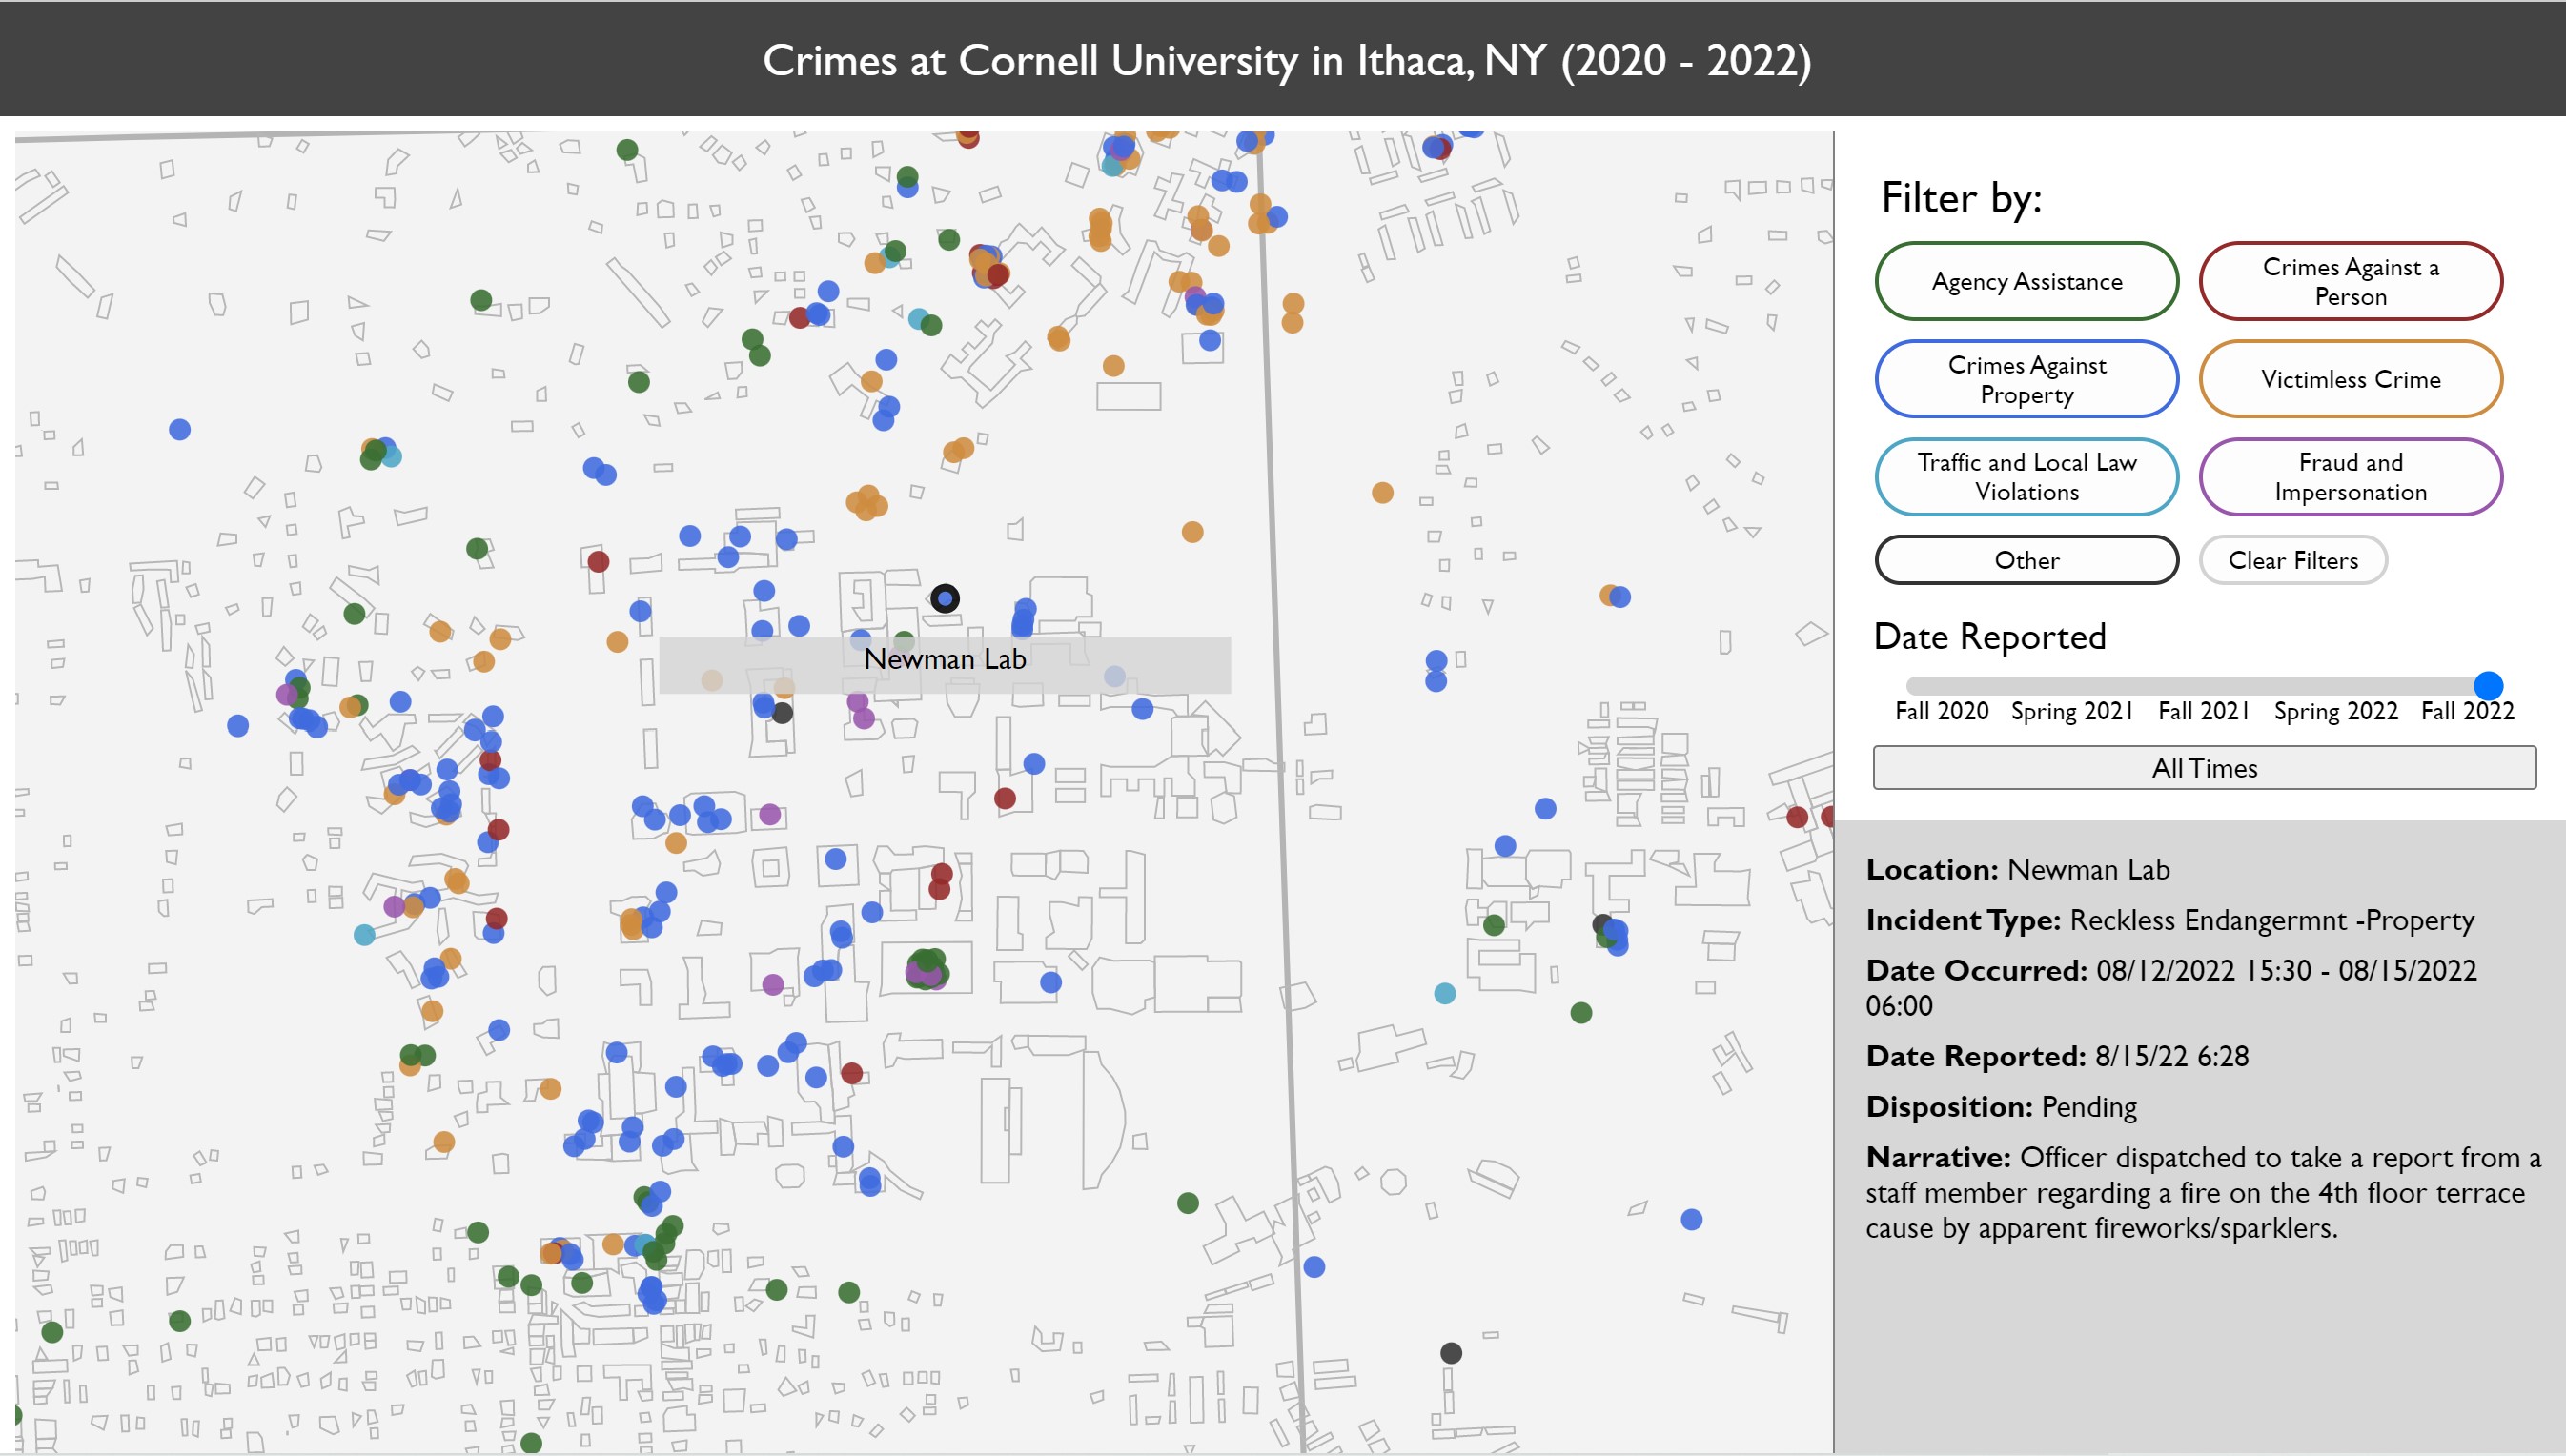 Crimes at Cornell University in Ithaca, NY (2020 - 2022)
Newman Lab
Filter by:
Agency Assistance
Crimes Against a
Person
Crimes Against
Property
Victimless Crime
Traffic and Local Law
Violations
Fraud and
Impersonation
Other
Clear Filters
Date Reported
Fall 2020 Spring 2021 Fall 2021 Spring 2022 Fall 2022
All Times
Location: Newman Lab
Incident Type: Reckless Endangermnt -Property
Date Occurred: 08/12/2022 15:30 - 08/15/2022
06:00
Date Reported: 8/15/22 6:28
Disposition: Pending
Narrative: Officer dispatched to take a report from a
staff member regarding a fire on the 4th floor terrace
cause by apparent fireworks/sparklers.